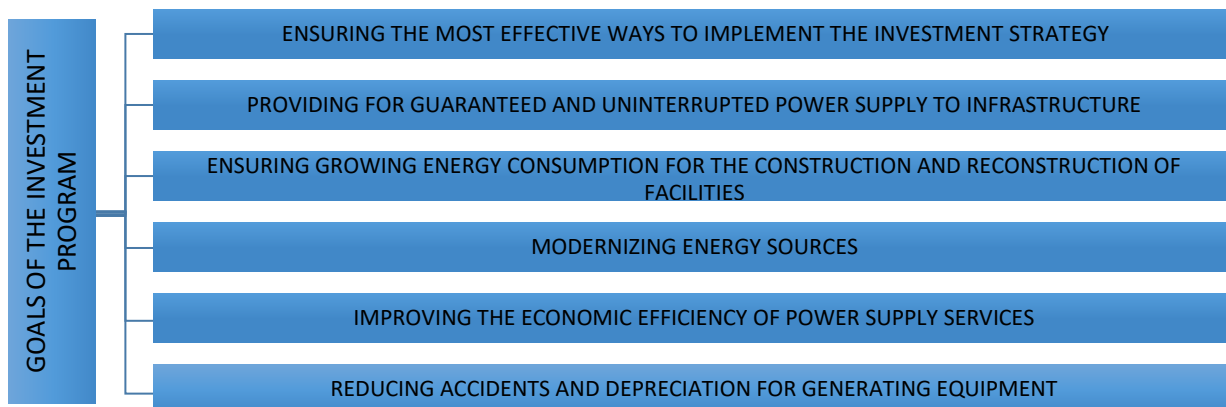 GOALS OF THE INVESTMENT
PROGRAM
ENSURING THE MOST EFFECTIVE WAYS TO IMPLEMENT THE INVESTMENT STRATEGY
PROVIDING FOR GUARANTEED AND UNINTERRUPTED POWER SUPPLY TO INFRASTRUCTURE
ENSURING GROWING ENERGY CONSUMPTION FOR THE CONSTRUCTION AND RECONSTRUCTION OF
FACILITIES
MODERNIZING ENERGY SOURCES
IMPROVING THE ECONOMIC EFFICIENCY OF POWER SUPPLY SERVICES
REDUCING ACCIDENTS AND DEPRECIATION FOR GENERATING EQUIPMENT